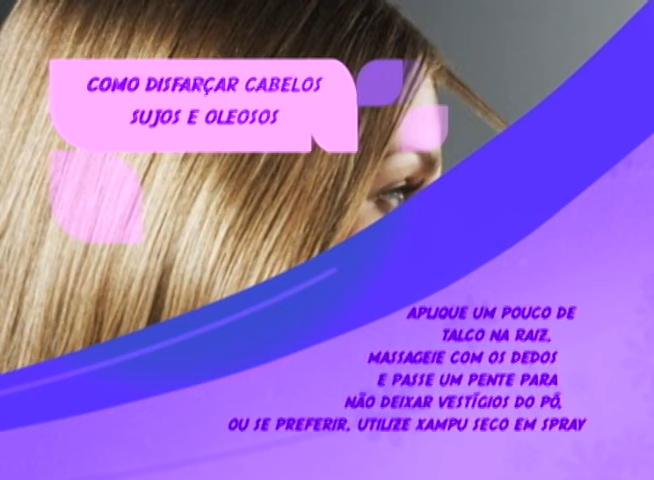 COMO DISFARÇAR CABELOS
SUJOS E OLEOSOS
APLIQUE UM POUCO DE
TALCO NA RAIZ,
MASSAGEIE COM OS DEDOS
E PASSE UM PENTE PARA
NÃO DEIXAR VESTÍGIOS DO PÓ,
OU SE PREFERIR, UTILIZE XAMPU SECO EM SPRAY